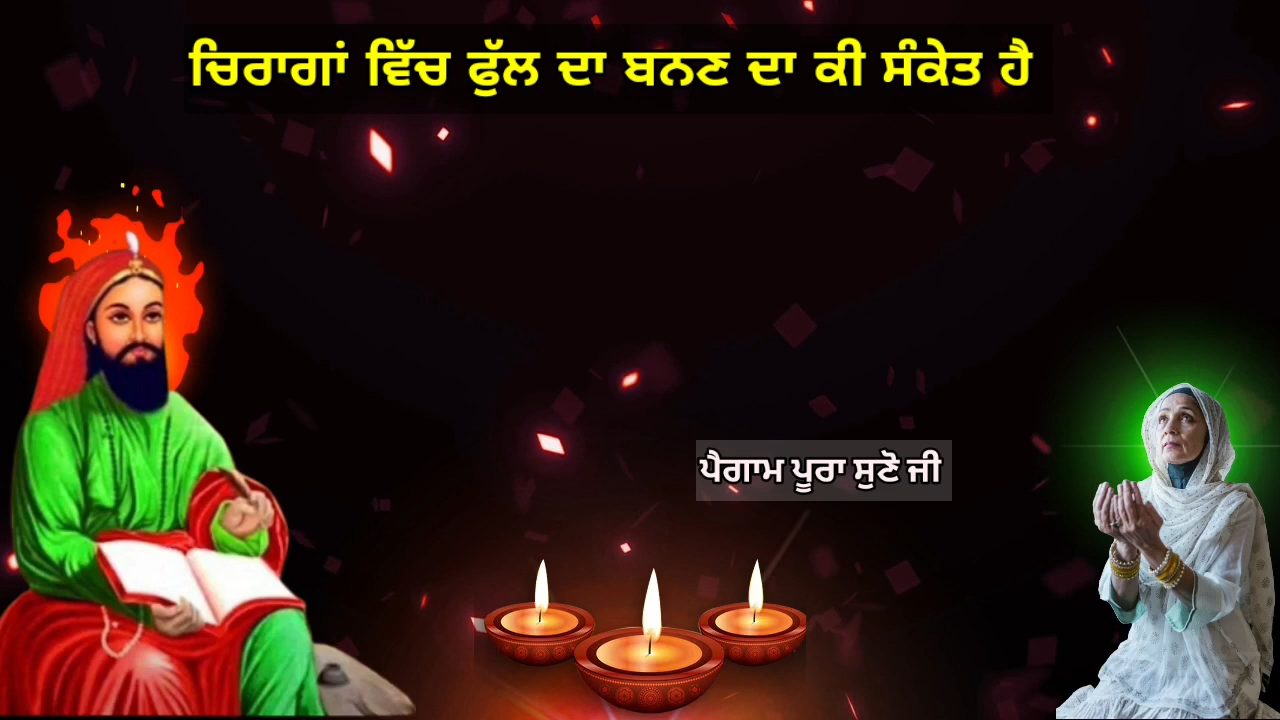 ਚਿਰਾਗਾਂ ਵਿੱਚ ਫੁੱਲ ਦਾ ਬਨਣ ਦਾ ਕੀ ਸੰਕੇਤ ਹੈ
ਪੈਗਾਮ ਪੂਰਾ ਸੁਣੋ ਜੀ